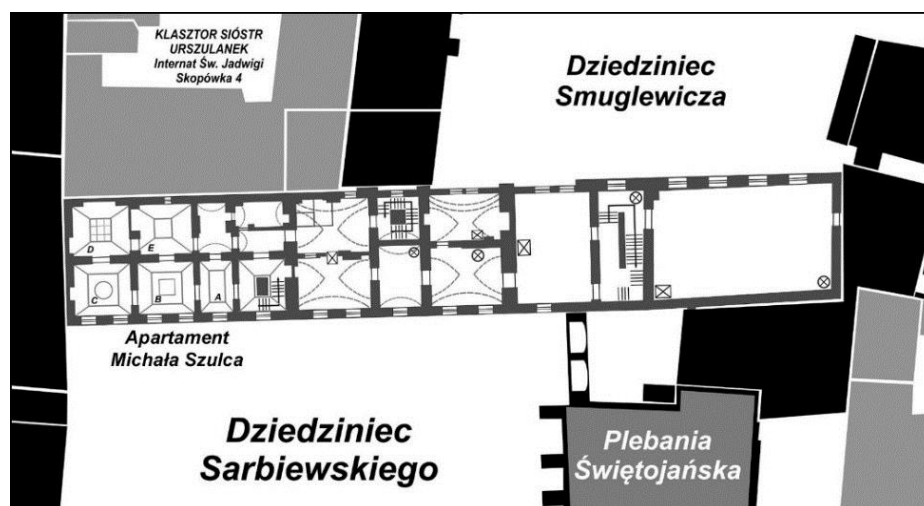 KLASZTOR SIÓSTR
URSZULANEK
Internat Św. Jadwigi
Skopówka 4
Dziedziniec
Smuglewicza
D
E
C
B
A
Apartament
Michała Szulca
Dziedziniec
Sarbiewskiego
Plebania
Świętojańska